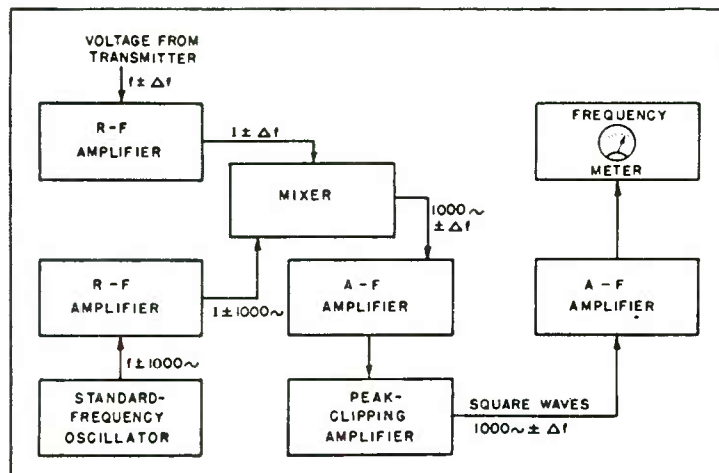 VOLTAGE FROM
TRANSMITTER
f ± Δf
R-F
AMPLIFIER
I ± Δf
MIXER
1000~
± Δf
FREQUENCY
METER
R-F
AMPLIFIER
I ± 1000~
f ± 1000~
STANDARD-
FREQUENCY
OSCILLATOR
A-F
AMPLIFIER
PEAK-
CLIPPING
AMPLIFIER
SQUARE WAVES
1000~ ± Δf
A-F
AMPLIFIER